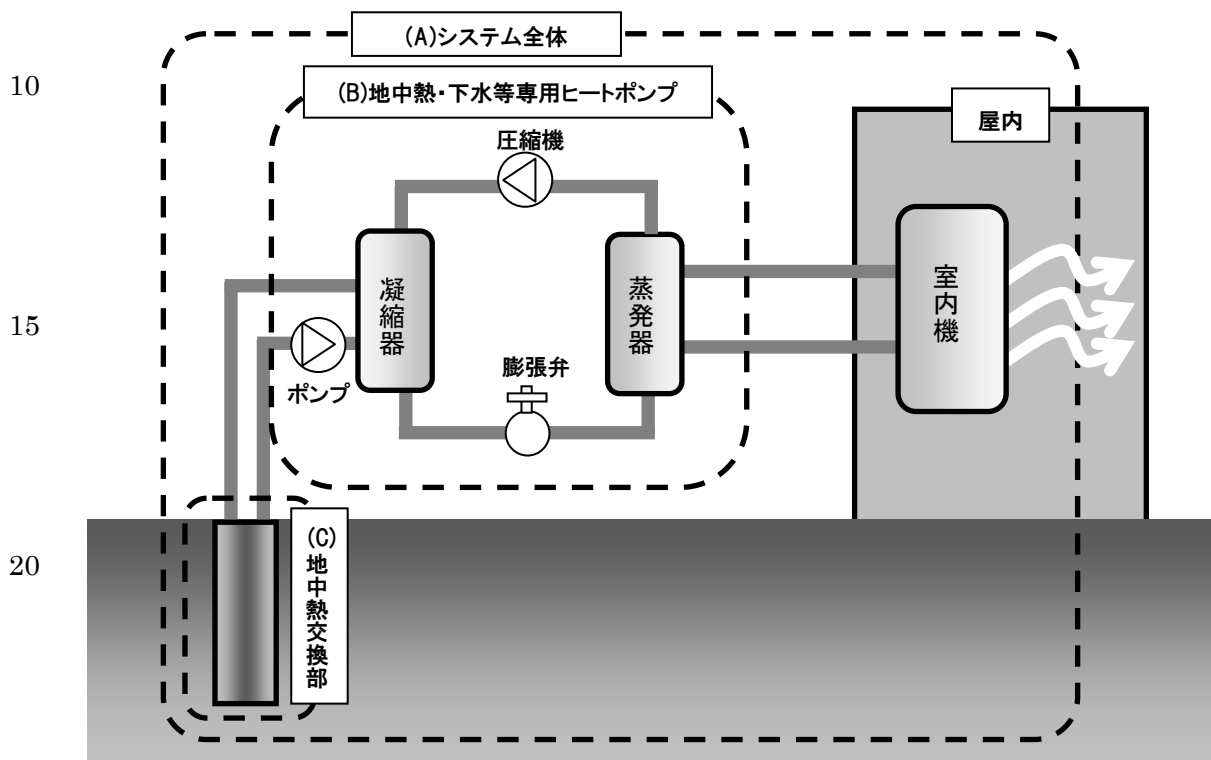 (A)システム全体
10
(B)地中熱・下水等専用ヒートポンプ
屋内
圧縮機
凝縮器
蒸発器
室内機
15
膨張弁
ポンプ
(C)地中熱交換部
20